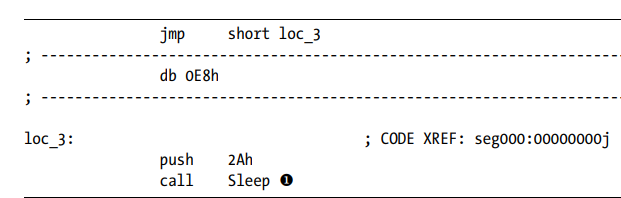 jmp short loc_3
; ------------------------------------------------------------------
db 0E8h
; ------------------------------------------------------------------
loc_3: ; CODE XREF: seg000:00000000j
push 2Ah
call Sleep ❶